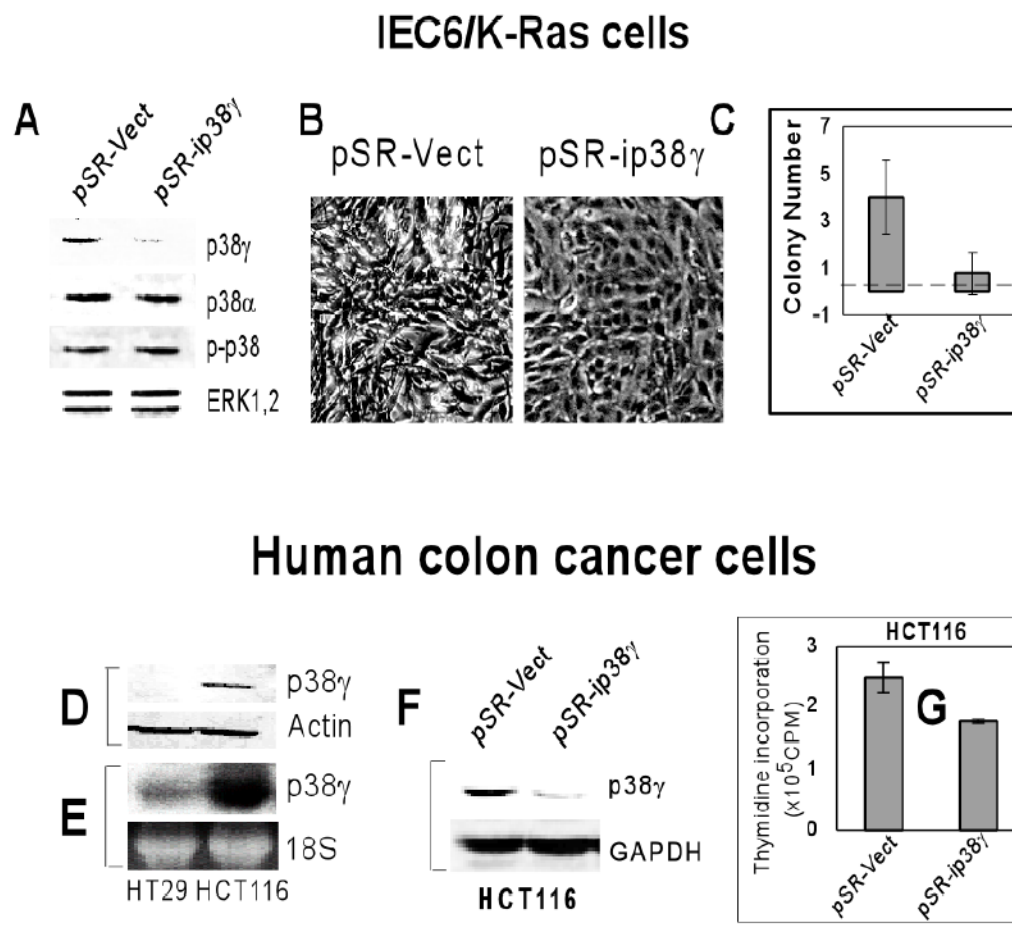 IEC6/K-Ras cells
A
pSR-Vect
pSR-ip38γ
p38γ
p38α
p-p38
ERK1,2
B
pSR-Vect
pSR-ip38γ
C
Colony Number
7
5
3
1
-1
pSR-Vect
pSR-ip38γ
Human colon cancer cells
D
p38γ
Actin
E
p38γ
18S
HT29 HCT116
F
pSR-Vect
pSR-ip38γ
p38γ
GAPDH
HCT116
G
HCT116
Thymidine incorporation
(x10⁵CPM)
3
2
1
0
pSR-Vect
pSR-ip38γ